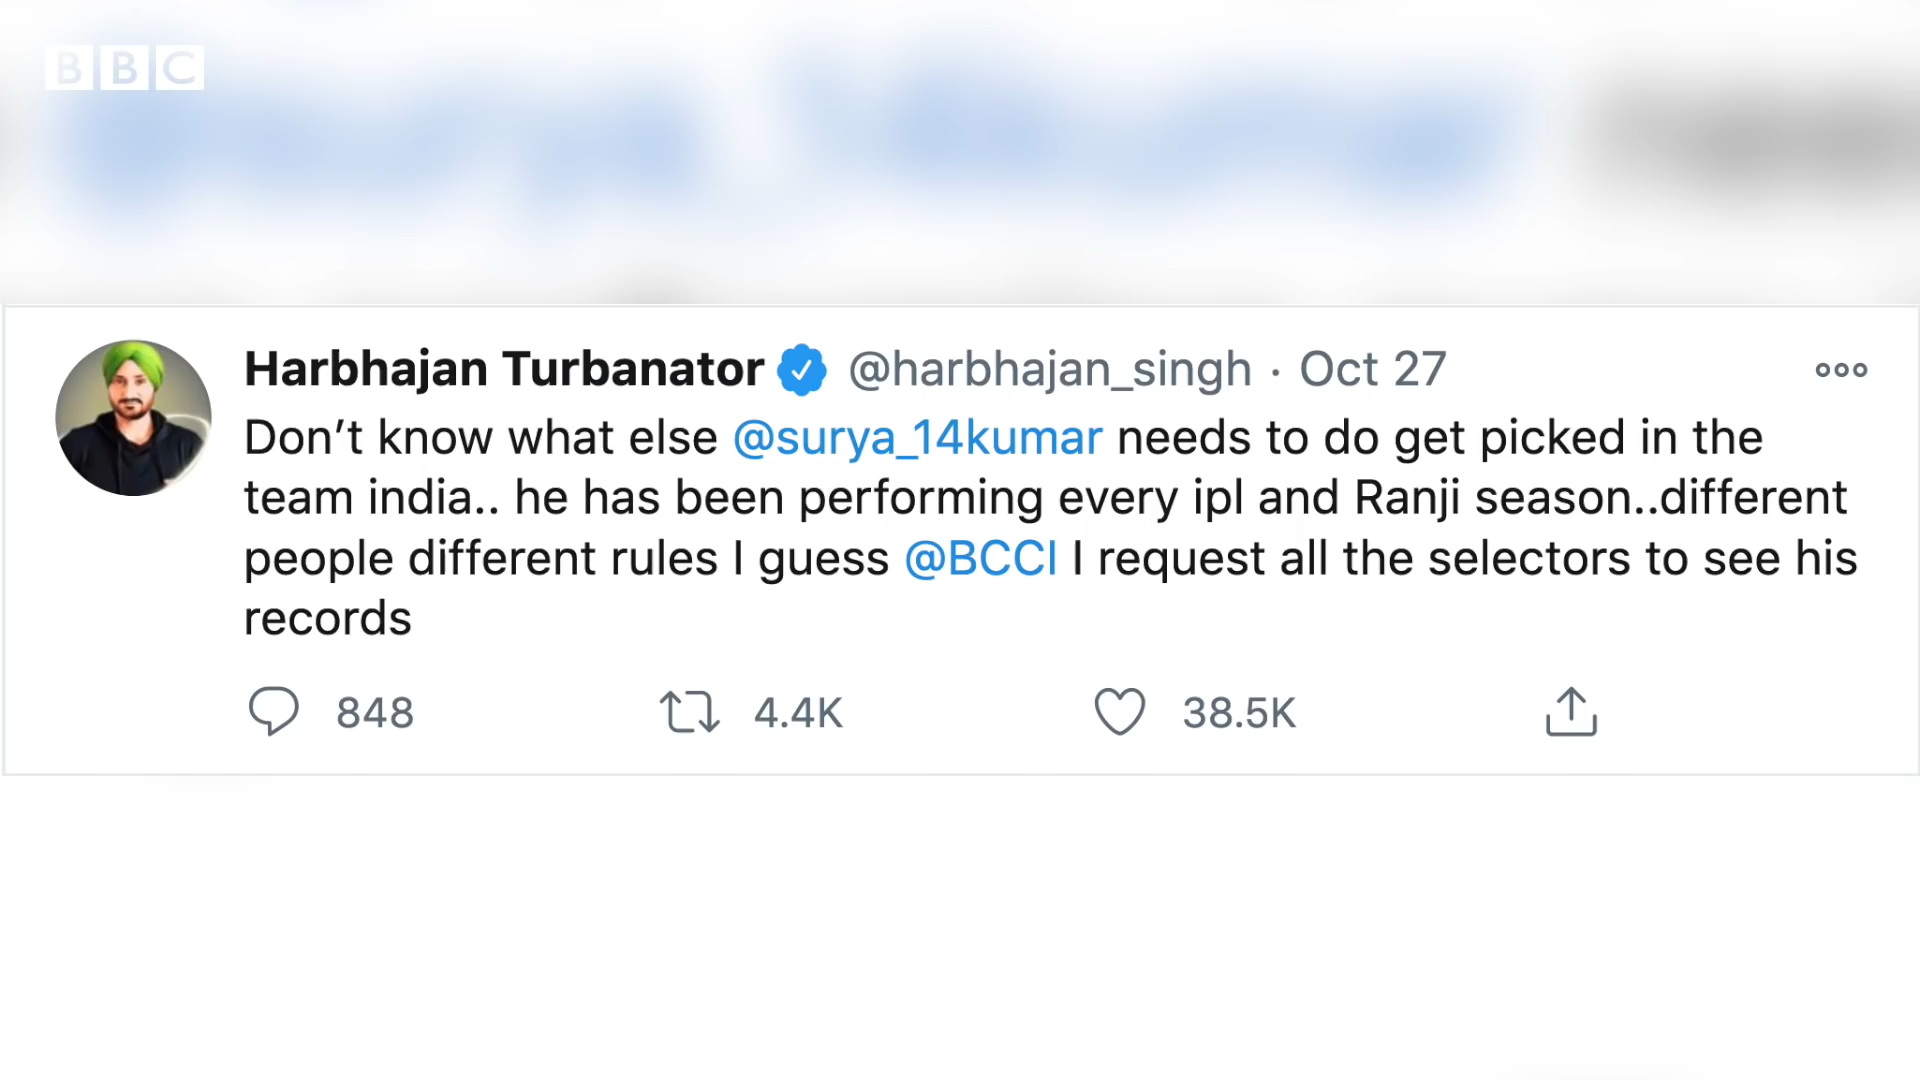 BBC
Harbhajan Turbanator @harbhajan_singh · Oct 27
Don’t know what else @surya_14kumar needs to do get picked in the
team india.. he has been performing every ipl and Ranji season..different
people different rules I guess @BCCI I request all the selectors to see his
records
848 4.4K 38.5K